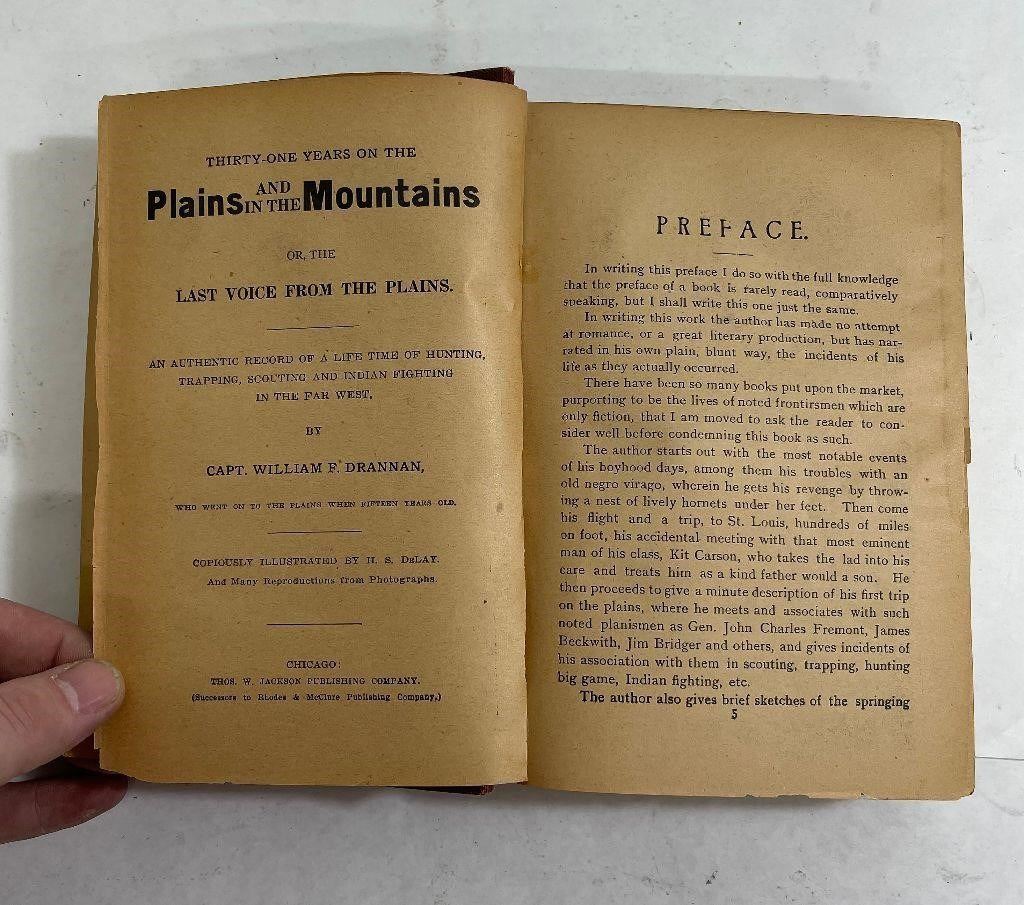 THIRTY-ONE YEARS ON THE
Plains AND IN THE Mountains
OR, THE
LAST VOICE FROM THE PLAINS.
AN AUTHENTIC RECORD OF A LIFE TIME OF HUNTING,
TRAPPING, SCOUTING AND INDIAN FIGHTING
IN THE FAR WEST,
BY
CAPT. WILLIAM F. DRANNAN,
WHO WENT ON TO THE PLAINS WHEN FIFTEEN YEARS OLD.
COPIOUSLY ILLUSTRATED BY H. S. DeLAY.
And Many Reproductions from Photographs.
CHICAGO:
THOS. W. JACKSON PUBLISHING COMPANY.
(Successors to Rhodes & McClure Publishing Company,)
PREFACE.
In writing this preface I do so with the full knowledge
that the preface of a book is rarely read, comparatively
speaking, but I shall write this one just the same.
In writing this work the author has made no attempt
at romance, or a great literary production, but has nar-
rated in his own plain, blunt way, the incidents of his
life as they actually occurred.
There have been so many books put upon the market,
purporting to be the lives of noted frontirsmen which are
only fiction, that I am moved to ask the reader to con-
sider well before condemning this book as such.
The author starts out with the most notable events
of his boyhood days, among them his troubles with an
old negro virago, wherein he gets his revenge by throw-
ing a nest of lively hornets under her feet. Then come
his flight and a trip, to St. Louis, hundreds of miles
on foot, his accidental meeting with that most eminent
man of his class, Kit Carson, who takes the lad into his
care and treats him as a kind father would a son. He
then proceeds to give a minute description of his first trip
on the plains, where he meets and associates with such
noted planismen as Gen. John Charles Fremont, James
Beckwith, Jim Bridger and others, and gives incidents of
his association with them in scouting, trapping, hunting
big game, Indian fighting, etc.
The author also gives brief sketches of the springing
5